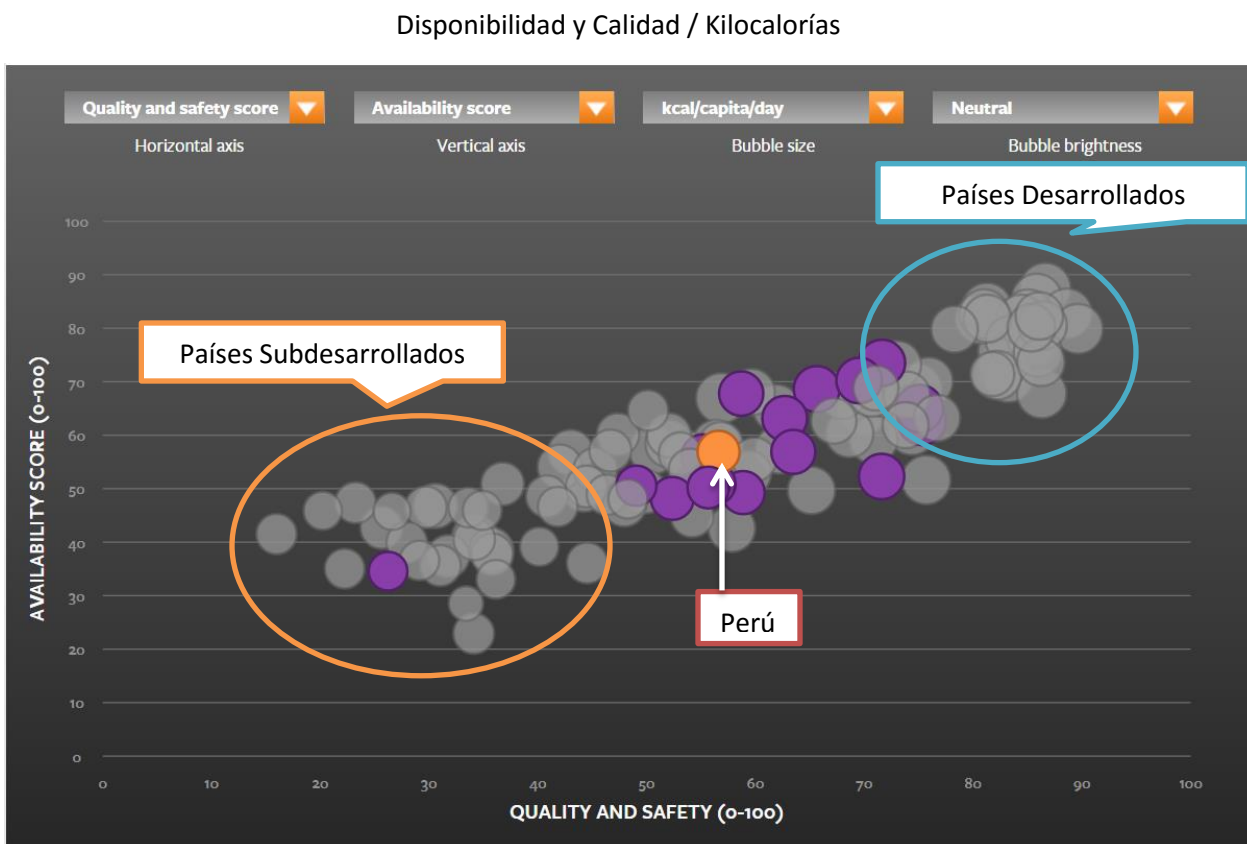 Disponibilidad y Calidad / Kilocalorías
Quality and safety score
Availability score
kcal/capita/day
Neutral
Horizontal axis
Vertical axis
Bubble size
Bubble brightness
Países Desarrollados
Países Subdesarrollados
Perú
AVAILABILITY SCORE (0-100)
100
90
80
70
60
50
40
30
20
10
0
0 10 20 30 40 50 60 70 80 90 100
QUALITY AND SAFETY (0-100)